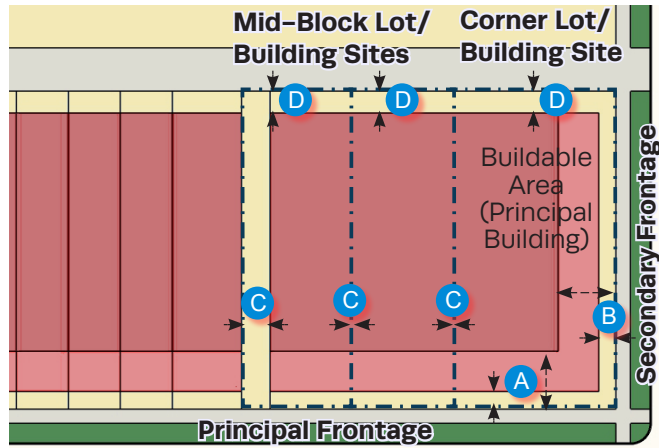 Mid-Block Lot/
Building Sites
Corner Lot/
Building Site
D
D
D
Buildable
Area
(Principal
Building)
C
C
C
B
A
Secondary Frontage
Principal Frontage